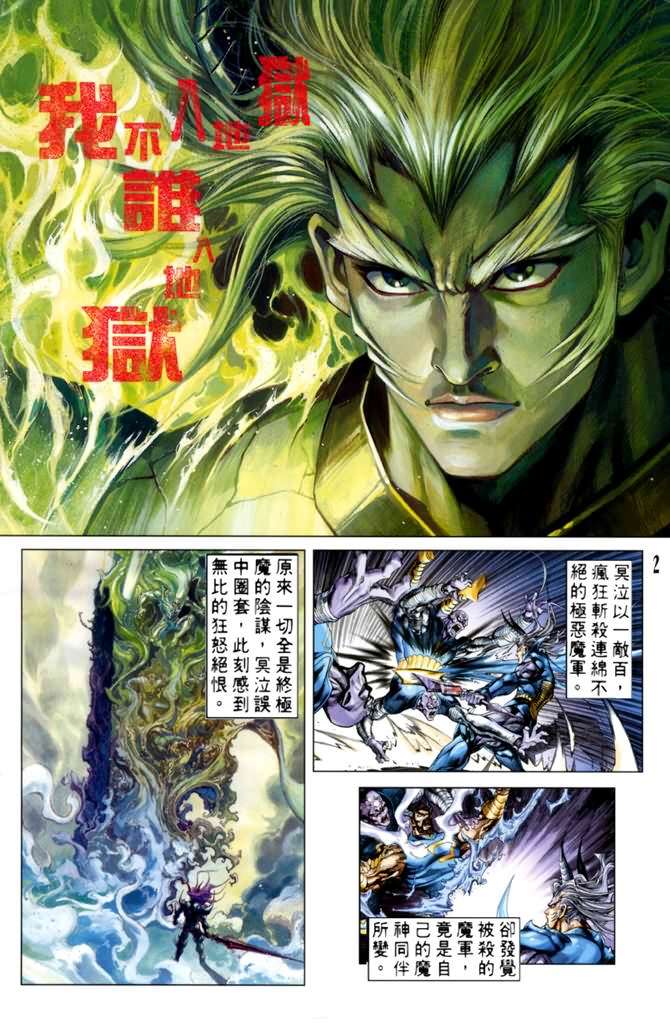 我不入地獄
誰
入地
獄
2
冥泣以一敵百，
瘋狂斬殺連綿不
絕的極惡魔軍。
卻發覺
被殺的
魔軍，
竟是自
己的魔
神同伴
所變。
原來一切全是終極
魔的陰謀，冥泣誤
中圈套，此刻感到
無比的狂怒絕恨。